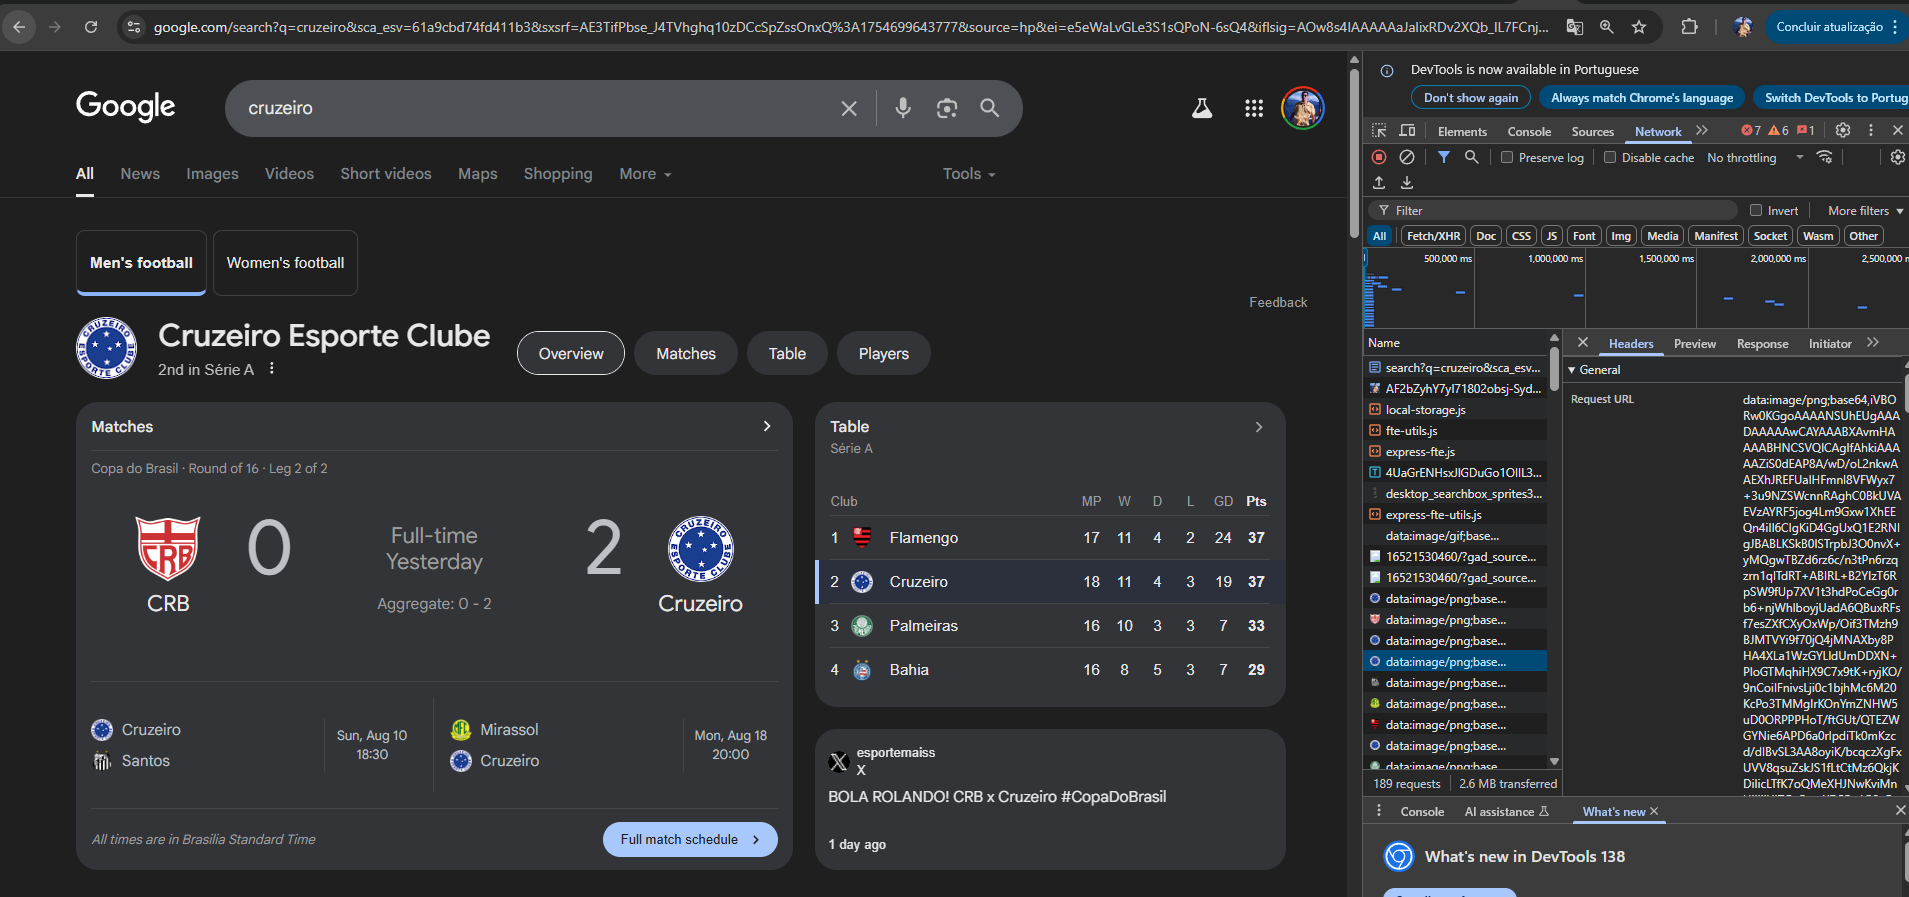 google.com/search?q=cruzeiro&sca_esv=61a9cbd74fd411b3&sxsrf=AE3TifPbse_J4TVhghq10zDCcSpZssOnxQ%3A1754699643777&source=hp&ei=e5eWaLvGLe3S1sQPoN-6sQ4&iflsig=AOw8s4IAAAAAaJalixRDv2XQb_IL7FCnj...
Concluir atualização
Google
cruzeiro
All News Images Videos Short videos Maps Shopping More Tools
Men's football
Women's football
Feedback
CRUZEIRO ESPORTE CLUBE
Cruzeiro Esporte Clube
2nd in Série A
Overview Matches Table Players
Matches
Copa do Brasil · Round of 16 · Leg 2 of 2
CRB
0
Full-time
Yesterday
2
Aggregate: 0 - 2
CRB
Cruzeiro
Cruzeiro
Santos
Sun, Aug 10
18:30
Mirassol
Cruzeiro
Mon, Aug 18
20:00
All times are in Brasilia Standard Time
Full match schedule
Table
Série A
Club MP W D L GD Pts
1 Flamengo 17 11 4 2 24 37
2 Cruzeiro 18 11 4 3 19 37
3 Palmeiras 16 10 3 3 7 33
4 Bahia 16 8 5 3 7 29
esportemaiss
X
BOLA ROLANDO! CRB x Cruzeiro #CopaDoBrasil
1 day ago
DevTools is now available in Portuguese
Don't show again
Always match Chrome's language
Switch DevTools to Portug
Elements Console Sources Network 7 6 1
Preserve log Disable cache No throttling
Filter Invert More filters
All Fetch/XHR Doc CSS JS Font Img Media Manifest Socket Wasm Other
500,000 ms 1,000,000 ms 1,500,000 ms 2,000,000 ms 2,500,000 m
Name
search?q=cruzeiro&sca_esv...
AF2bZyhY7yl71802obsj-Syd...
local-storage.js
fte-utils.js
express-fte.js
4UaGrENHsxJlGDuGo1OIlL3...
desktop_searchbox_sprites3...
express-fte-utils.js
data:image/gif;base...
16521530460/?gad_source...
16521530460/?gad_source...
data:image/png;base...
data:image/png;base...
data:image/png;base...
data:image/png;base...
data:image/png;base...
data:image/png;base...
data:image/png;base...
data:image/png;base...
data:image/png;base
189 requests 2.6 MB transferred
Headers Preview Response Initiator
General
Request URL
data:image/png;base64,iVBO
Rw0KGgoAAAANSUhEUgAAA
DAAAAAwCAYAAABXAvmHA
AAABHNCSVQICAgIfAhkiAAA
AAZiS0dEAP8A/wD/oL2nkwA
AEXhJREFUaIHFmnl8VFWyx7
+3u9NZSWcnnRAghC0BkUVA
EVzAYRF5jog4Lm9Gxw1XhEE
Qn4iIl6CIgKiD4GgUxQ1E2RNI
gJBABLKSkB0ISTrpbJ3O0nvX+
yMQgwTBZd6rz6c/n3tPn6rzq
zm1qlTdRT+ABIRL+B2YIzT6R
pSW9fUp7XV1t3hdPoCeGg0r
b6+njWhlboyjUadA6QBuxRFs
f7esZXfCXyOxWp/Oif3TMzh9
BJMTVYi9f70jQ4jMNAXby8P
HA4XLa1WzGYLIdUmDDXN+
PIoGTMqhiHX9C7x9tK+ryjKO/
9nCoilFnivsLji0c1bjhMc6M20
KcPo3TMMgIrKOnYmZNHW5
uD0ORPPPHoT/ftGUt/QTEZW
GYNie6APD6a0rlpdiTk0mKzc
d/dIBvSL3AA8oyiK/bcqczXgFx
UVV8qsuZskJS1fLtCtMz6QkjK
DilicLTfK7oQMeXHJNwKviMn
Console AI assistance What's new
What's new in DevTools 138